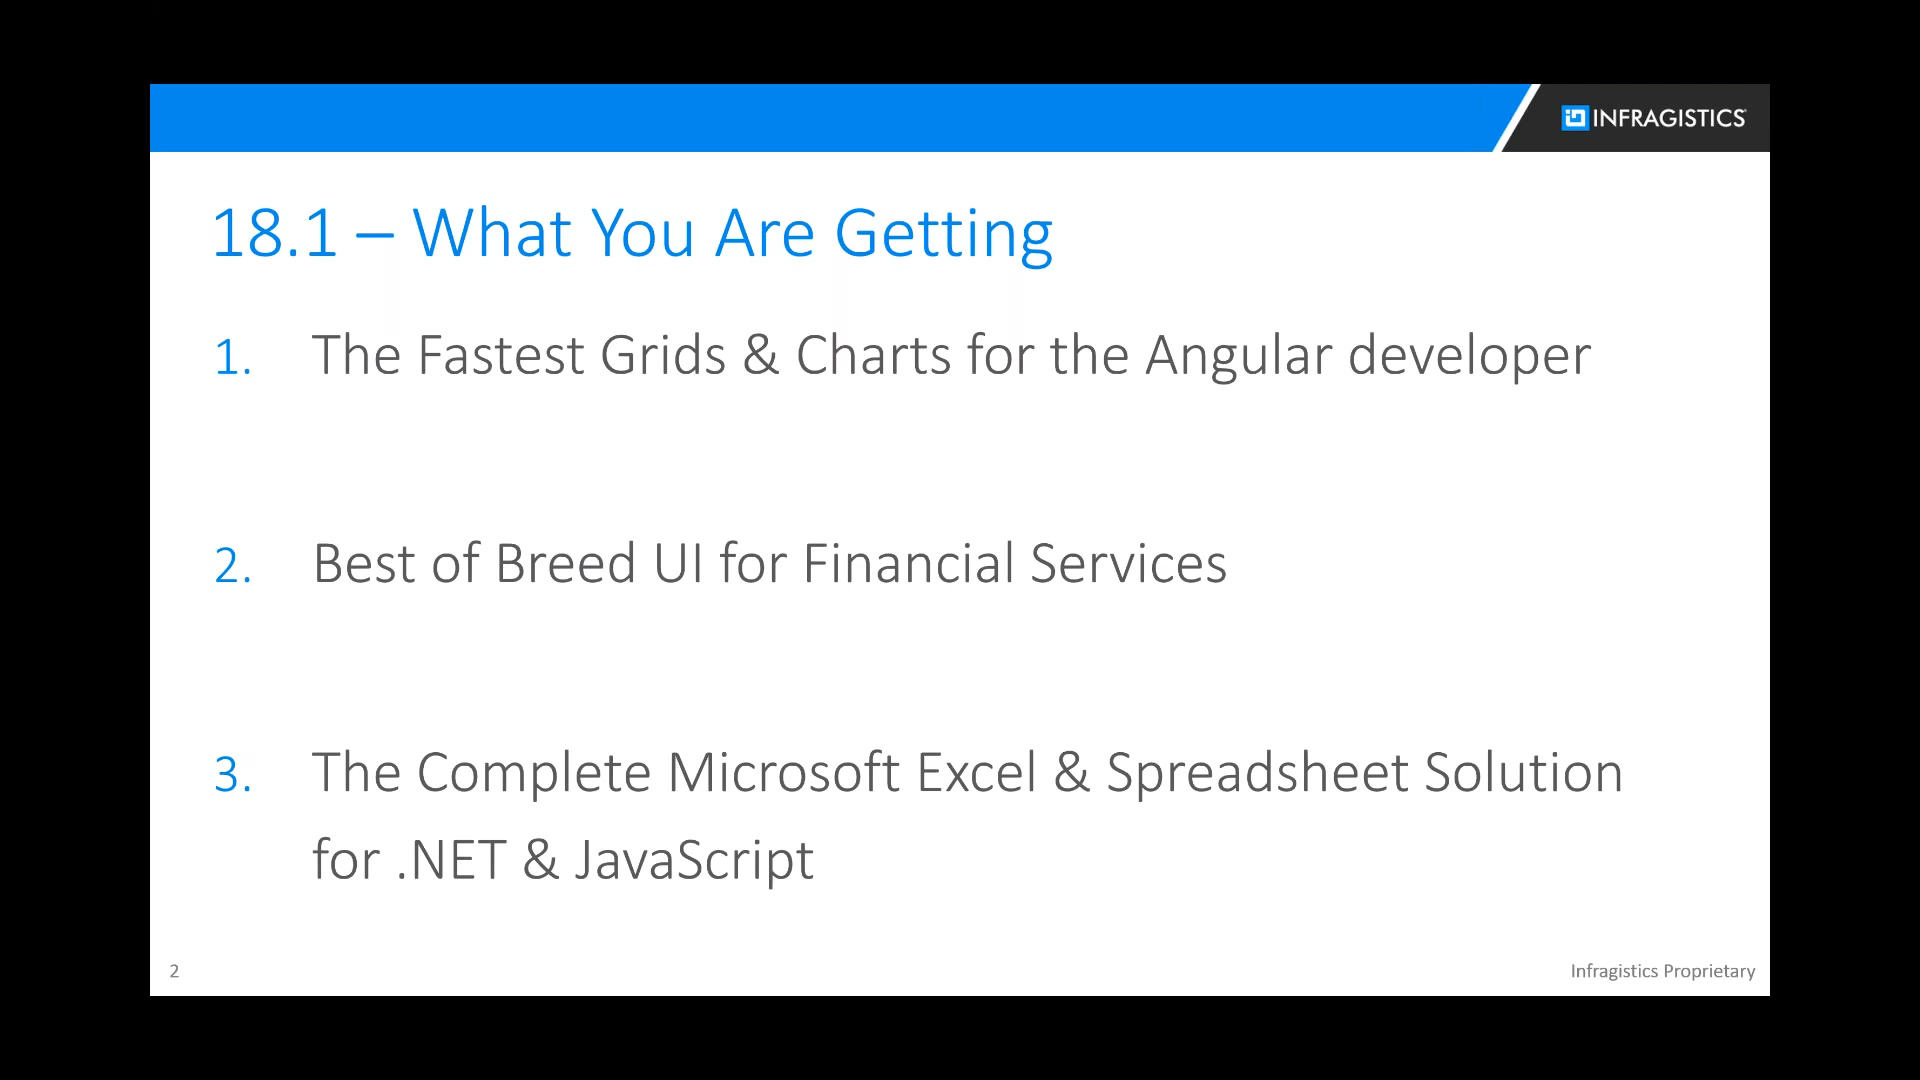 INFRAGISTICS
18.1 – What You Are Getting
1. The Fastest Grids & Charts for the Angular developer
2. Best of Breed UI for Financial Services
3. The Complete Microsoft Excel & Spreadsheet Solution
for .NET & JavaScript
2
Infragistics Proprietary